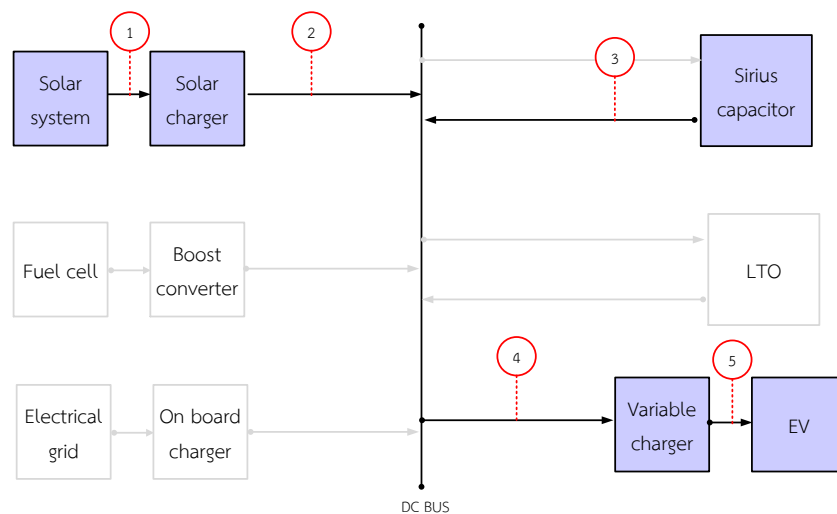 1
2
3
Solar
system
Solar
charger
Sirius
capacitor
Fuel cell
Boost
converter
LTO
4
5
Electrical
grid
On board
charger
Variable
charger
EV
DC BUS